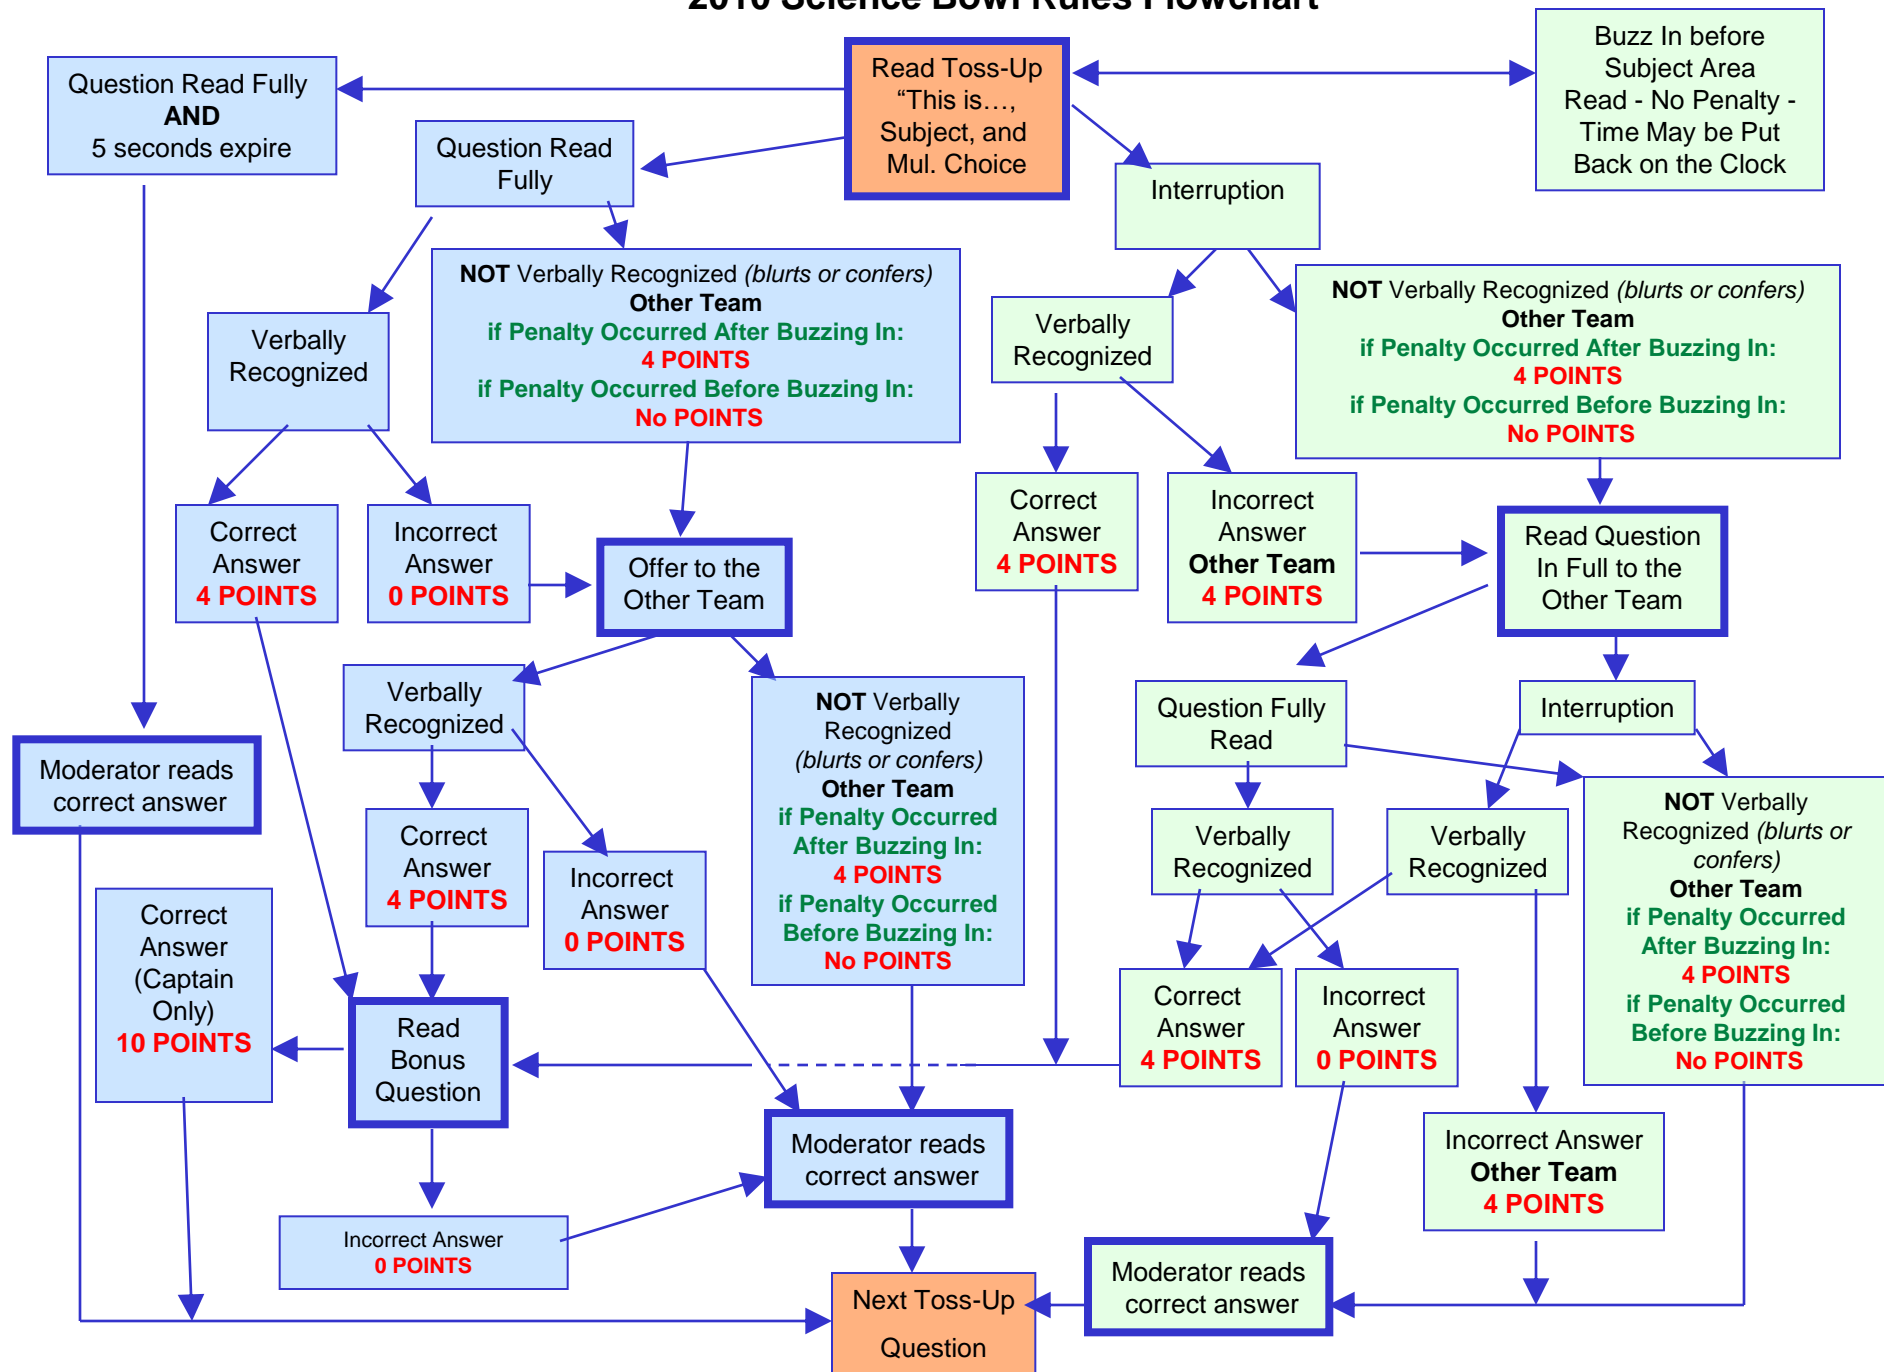 2010 Science Bowl Rules Flowchart
Question Read Fully
AND
5 seconds expire
Question Read
Fully
Read Toss-Up
“This is…,
Subject, and
Mul. Choice
Buzz In before
Subject Area
Read - No Penalty -
Time May be Put
Back on the Clock
Interruption
Verbally
Recognized
NOT Verbally Recognized (blurts or confers)
Other Team
if Penalty Occurred After Buzzing In:
4 POINTS
if Penalty Occurred Before Buzzing In:
No POINTS
Verbally
Recognized
NOT Verbally Recognized (blurts or confers)
Other Team
if Penalty Occurred After Buzzing In:
4 POINTS
if Penalty Occurred Before Buzzing In:
No POINTS
Correct
Answer
4 POINTS
Incorrect
Answer
0 POINTS
Offer to the
Other Team
Correct
Answer
4 POINTS
Incorrect
Answer
Other Team
4 POINTS
Read Question
In Full to the
Other Team
Verbally
Recognized
NOT Verbally
Recognized
(blurts or confers)
Other Team
if Penalty Occurred
After Buzzing In:
4 POINTS
if Penalty Occurred
Before Buzzing In:
No POINTS
Question Fully
Read
Interruption
Moderator reads
correct answer
Correct
Answer
4 POINTS
Incorrect
Answer
0 POINTS
Verbally
Recognized
Verbally
Recognized
NOT Verbally
Recognized (blurts or
confers)
Other Team
if Penalty Occurred
After Buzzing In:
4 POINTS
if Penalty Occurred
Before Buzzing In:
No POINTS
Correct
Answer
(Captain
Only)
10 POINTS
Read
Bonus
Question
Correct
Answer
4 POINTS
Incorrect
Answer
0 POINTS
Moderator reads
correct answer
Incorrect Answer
Other Team
4 POINTS
Incorrect Answer
0 POINTS
Next Toss-Up
Question
Moderator reads
correct answer